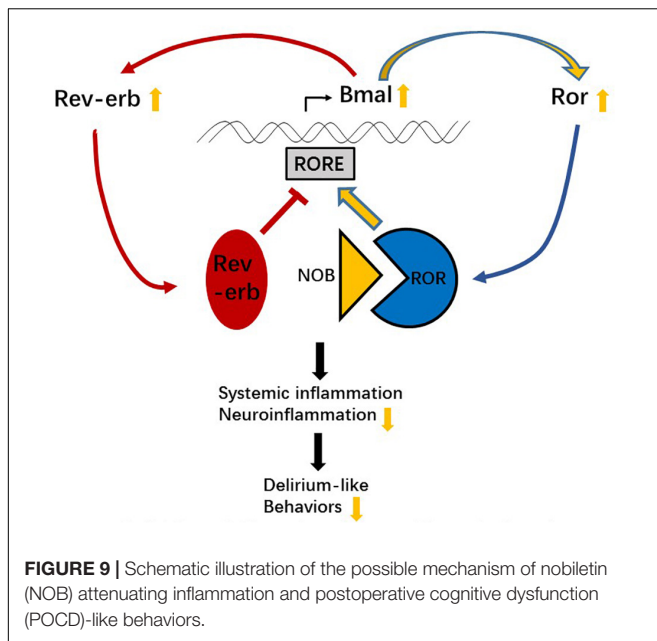 Rev-erb
Bmal
Ror
RORE
Rev
-erb
NOB
ROR
Systemic inflammation
Neuroinflammation
Delirium-like
Behaviors
FIGURE 9 | Schematic illustration of the possible mechanism of nobiletin
(NOB) attenuating inflammation and postoperative cognitive dysfunction
(POCD)-like behaviors.